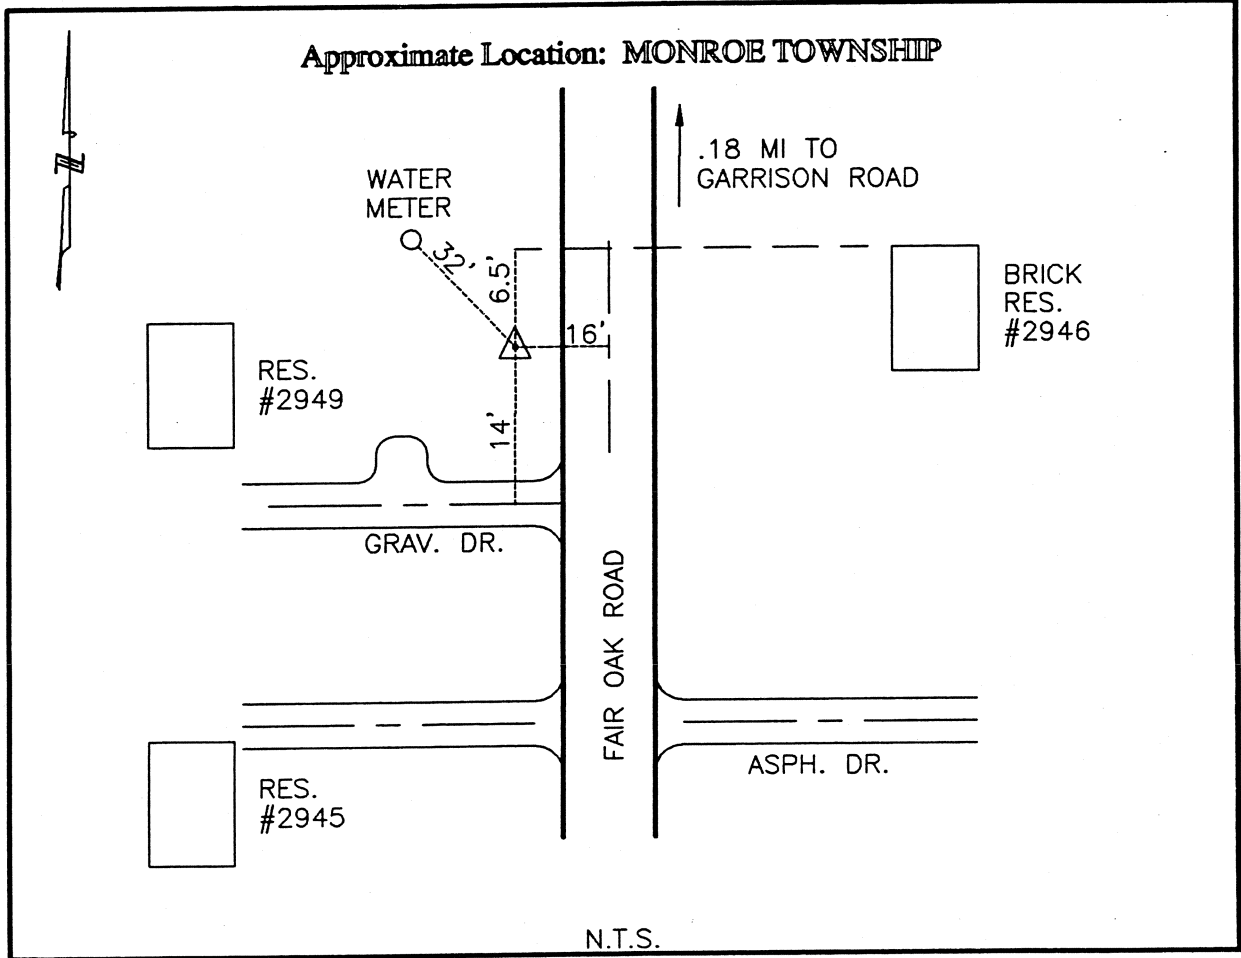 Approximate Location: MONROE TOWNSHIP
N
.18 MI TO
GARRISON ROAD
WATER
METER
32'
6.5'
16'
14'
BRICK
RES.
#2946
RES.
#2949
GRAV. DR.
FAIR OAK ROAD
ASPH. DR.
RES.
#2945
N.T.S.